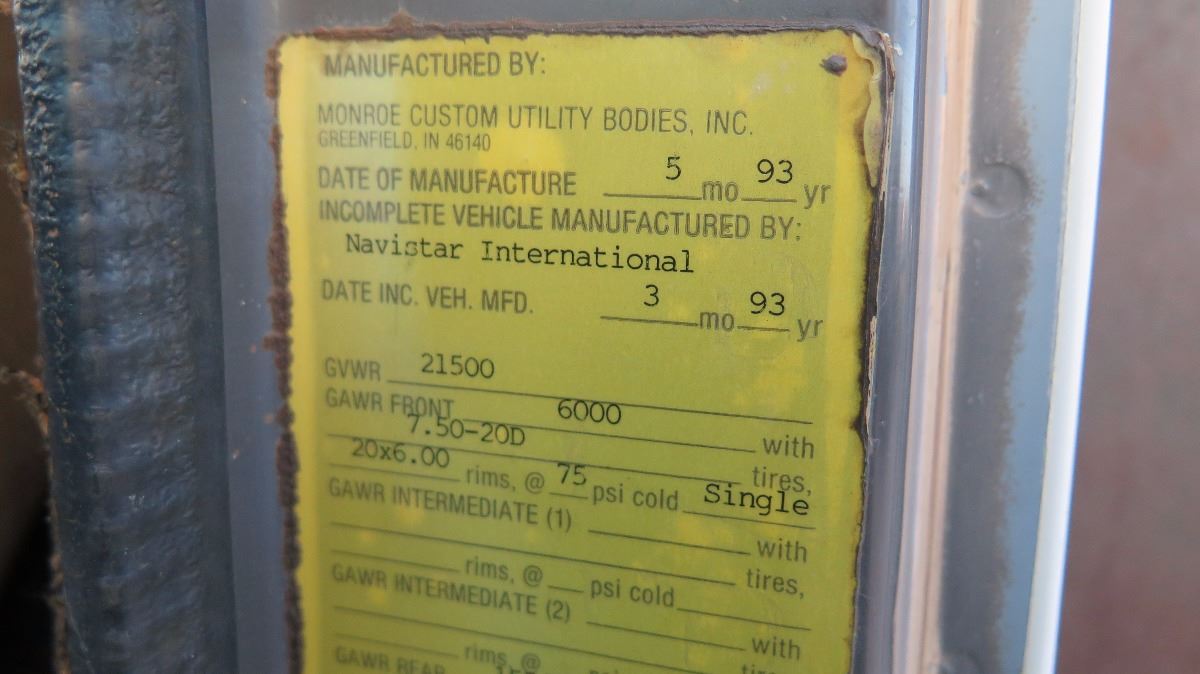 MANUFACTURED BY:
MONROE CUSTOM UTILITY BODIES, INC.
GREENFIELD, IN 46140
DATE OF MANUFACTURE 5 mo 93 yr
INCOMPLETE VEHICLE MANUFACTURED BY:
Navistar International
DATE INC. VEH. MFD. 3 mo 93 yr
GVWR 21500
GAWR FRONT 6000 with
7.50-20D tires,
20x6.00 rims, @ 75 psi cold Single
GAWR INTERMEDIATE (1) with
tires,
rims, @ psi cold
GAWR INTERMEDIATE (2) with
rims, @
GAWR REAR